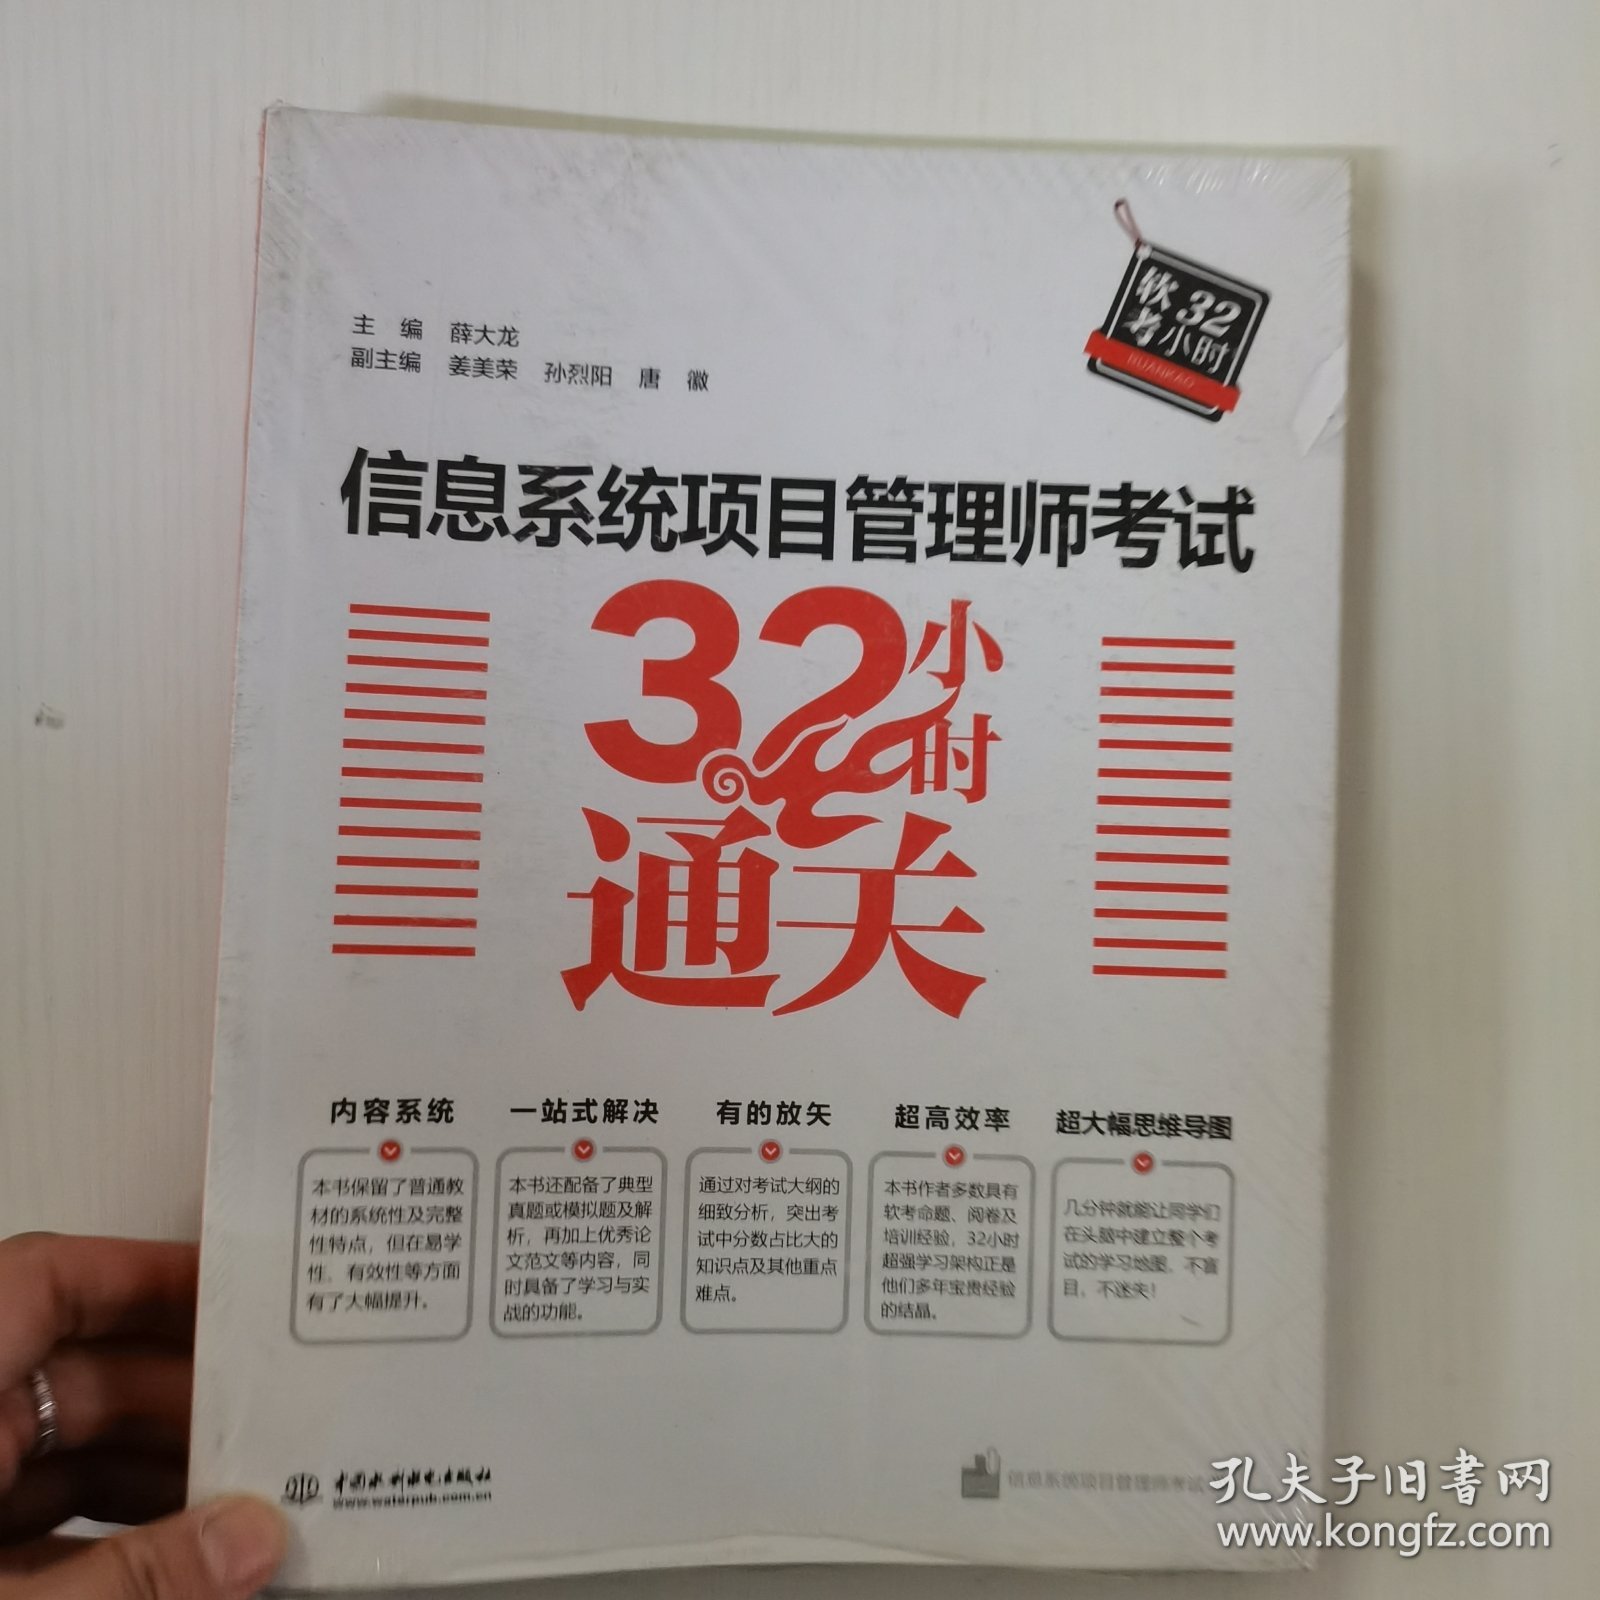 软考 32小时
RUANKAO
主 编 薛大龙
副主编 姜美荣 孙烈阳 唐 徽
信息系统项目管理师考试
32小时
通关
内容系统
本书保留了普通教
材的系统性及完整
性特点，但在易学
性、有效性等方面
有了大幅提升。
一站式解决
本书还配备了典型
真题或模拟题及解
析，再加上优秀论
文范文等内容，同
时具备了学习与实
战的功能。
有的放矢
通过对考试大纲的
细致分析，突出考
试中分数占比大的
知识点及其他重点
难点。
超高效率
本书作者多数具有
软考命题、阅卷及
培训经验，32小时
超强学习架构正是
他们多年宝贵经验
的结晶。
超大幅思维导图
几分钟就能让同学们
在头脑中建立整个考
试的学习地图，不盲
目，不迷失！
中国水利水电出版社
www.waterpub.com.cn
信息系统项目管理师考试
孔夫子旧书网
www.kongfz.com